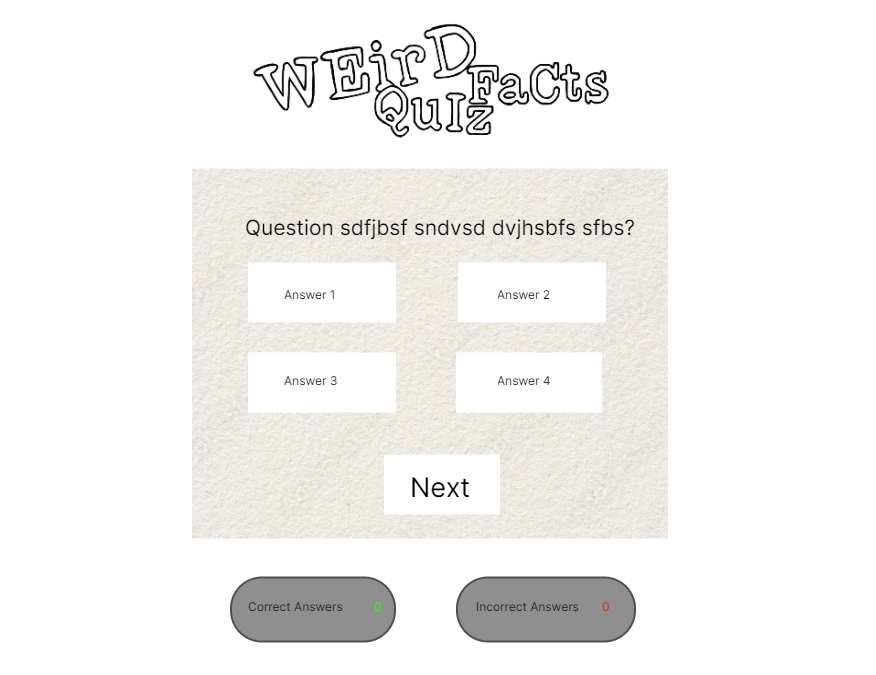 WEirD FaCts
QuIz
Question sdfjbsf sndvsd dvjhsbfs sfbs?
Answer 1
Answer 2
Answer 3
Answer 4
Next
Correct Answers 0
Incorrect Answers 0